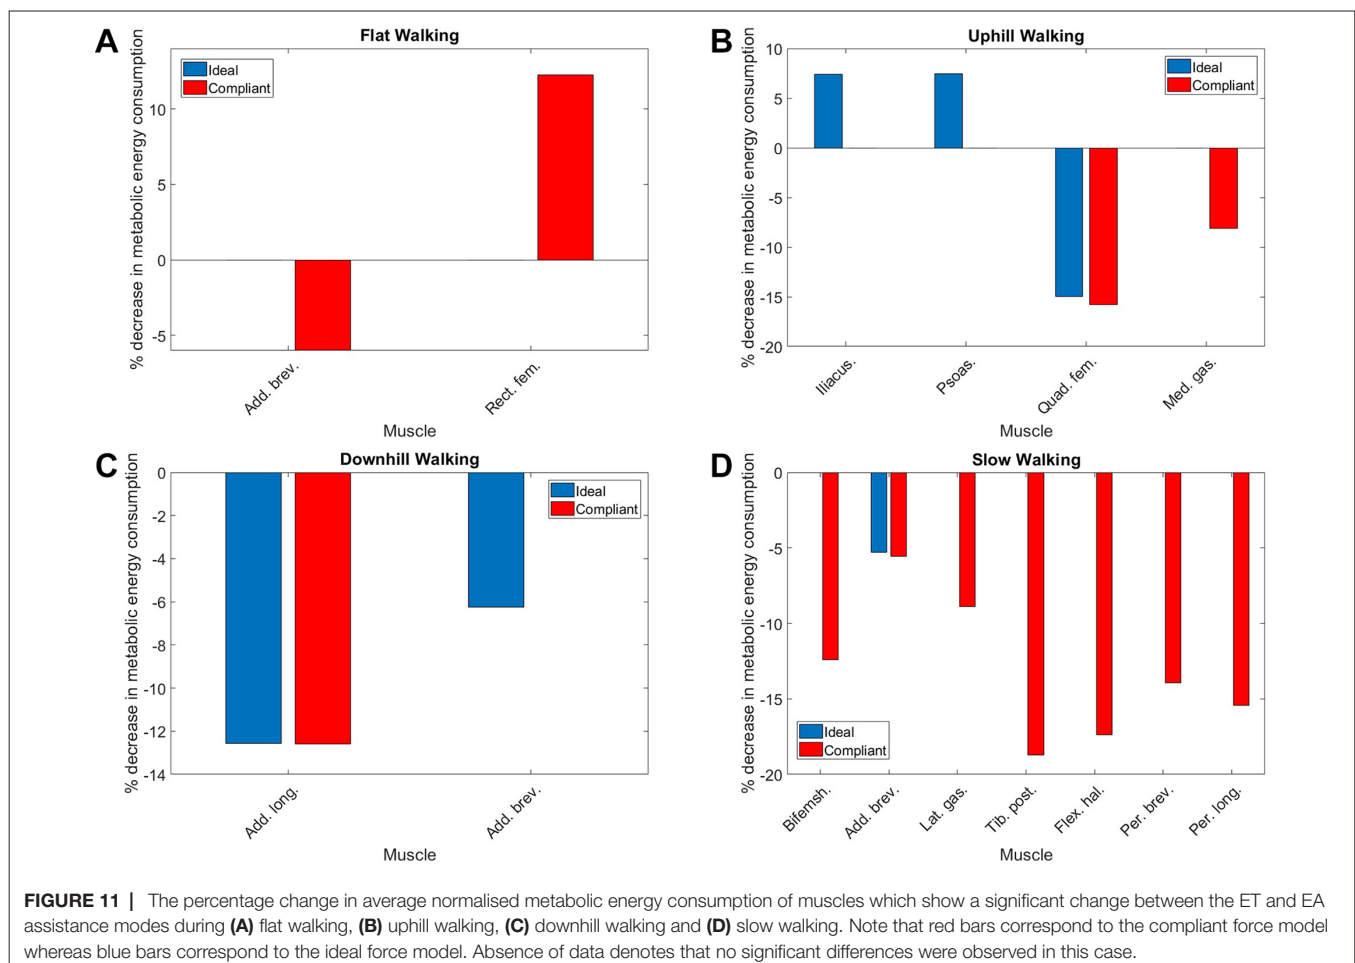 A
Flat Walking
% decrease in metabolic energy consumption
Ideal
Compliant
10
5
0
-5
Add. brev.
Rect. fem.
Muscle
B
Uphill Walking
% decrease in metabolic energy consumption
Ideal
Compliant
10
5
0
-5
-10
-15
-20
Iliacus.
Psoas.
Quad. fem.
Med. gas.
Muscle
C
Downhill Walking
% decrease in metabolic energy consumption
Ideal
Compliant
0
-2
-4
-6
-8
-10
-12
-14
Add. long.
Add. brev.
Muscle
D
Slow Walking
% decrease in metabolic energy consumption
0
-5
-10
-15
-20
Ideal
Compliant
Bifemsh.
Add. brev.
Lat. gas.
Tib. post.
Flex. hal.
Per. brev.
Per. long.
Muscle
FIGURE 11 | The percentage change in average normalised metabolic energy consumption of muscles which show a significant change between the ET and EA
assistance modes during (A) flat walking, (B) uphill walking, (C) downhill walking and (D) slow walking. Note that red bars correspond to the compliant force model
whereas blue bars correspond to the ideal force model. Absence of data denotes that no significant differences were observed in this case.